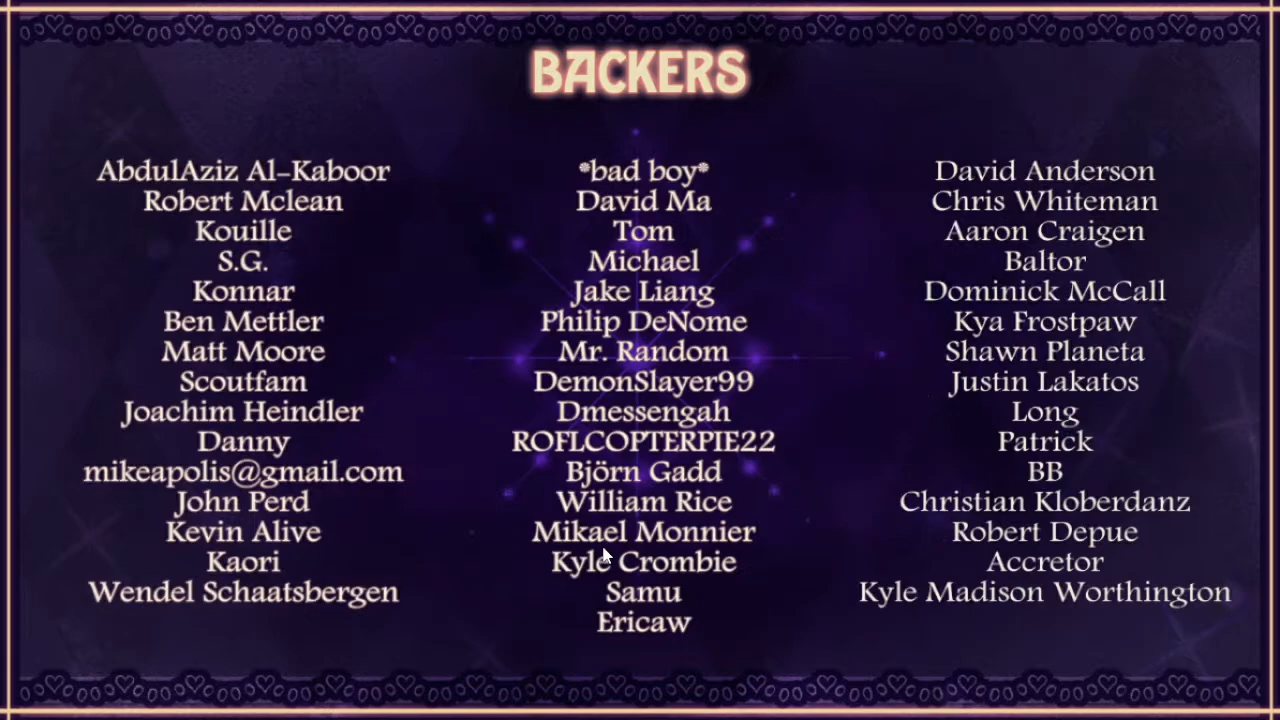 BACKERS
AbdulAziz Al-Kaboor
Robert Mclean
Kouille
S.G.
Konnar
Ben Mettler
Matt Moore
Scoutfam
Joachim Heindler
Danny
mikeapolis@gmail.com
John Perd
Kevin Alive
Kaori
Wendel Schaatsbergen
*bad boy*
David Ma
Tom
Michael
Jake Liang
Philip DeNome
Mr. Random
DemonSlayer99
Dmessengah
ROFLCOPTERPIE22
Björn Gadd
William Rice
Mikael Monnier
Kyle Crombie
Samu
Ericaw
David Anderson
Chris Whiteman
Aaron Craigen
Baltor
Dominick McCall
Kya Frostpaw
Shawn Planeta
Justin Lakatos
Long
Patrick
BB
Christian Kloberdanz
Robert Depue
Accretor
Kyle Madison Worthington